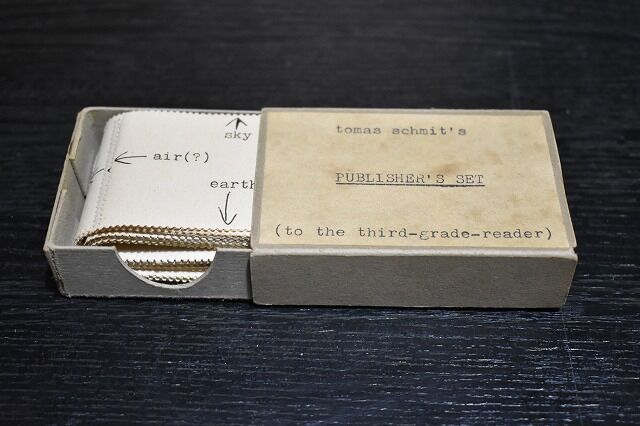 sky
air(?)
earth
tomas schmit's
PUBLISHER'S SET
(to the third-grade-reader)